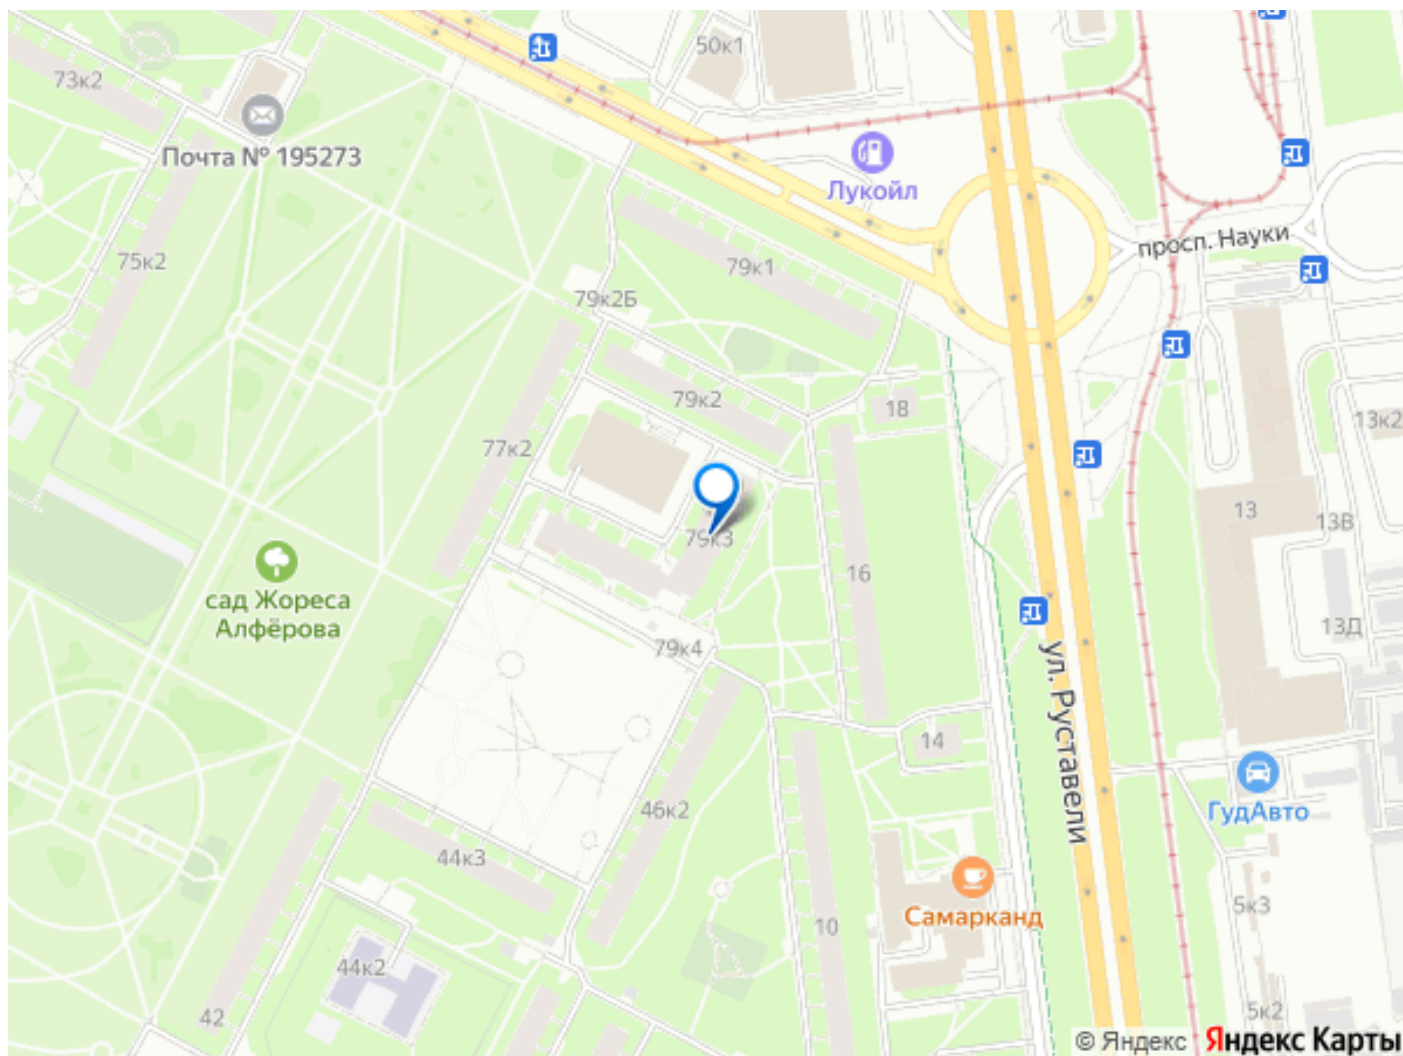 50к1
73к2
Почта № 195273
Лукойл
75к2
79к1
просп. Науки
79к2Б
79к2
18
13к2
77к2
79к3
13
13В
16
сад Жореса
Алфёрова
13Д
79к4
ул. Руставели
14
46к2
ГудАвто
44к3
Самарканд
5к3
10
44к2
42
5к2
© Яндекс Яндекс Карты